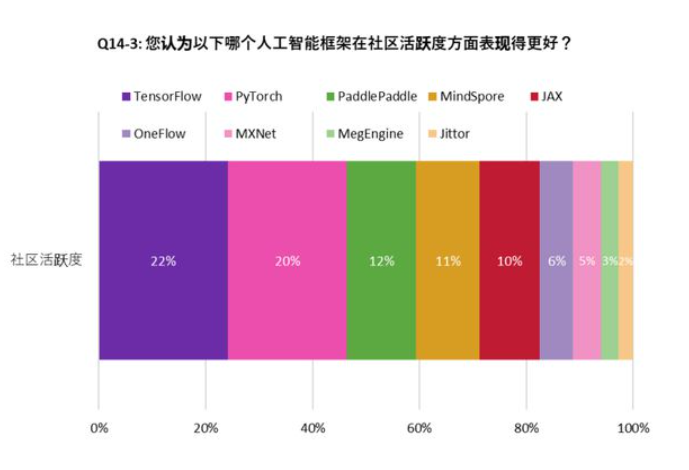 Q14-3: 您认为以下哪个人工智能框架在社区活跃度方面表现得更好？
TensorFlow PyTorch PaddlePaddle MindSpore JAX
OneFlow MXNet MegEngine Jittor
社区活跃度 22% 20% 12% 11% 10% 6% 5% 3% 2%
0% 20% 40% 60% 80% 100%